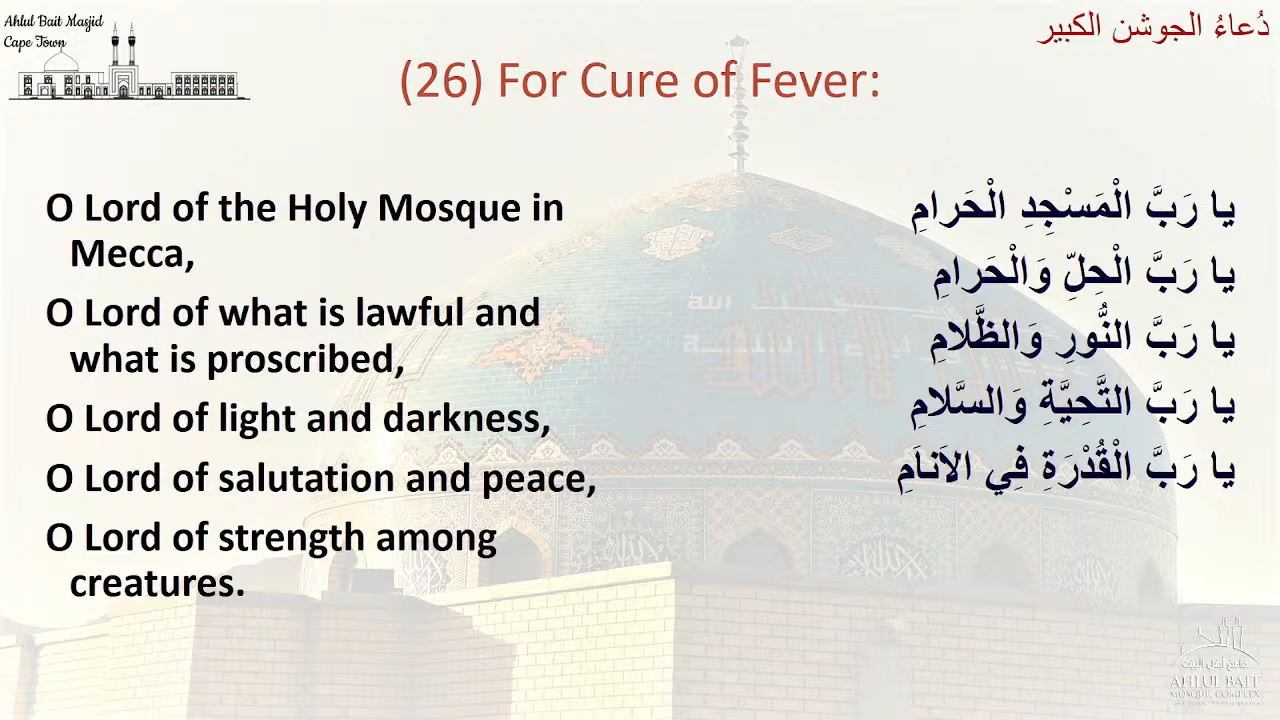 Ahlul Bait Masjid
Cape Town
دُعاءُ الجوشن الكبير
(26) For Cure of Fever:
O Lord of the Holy Mosque in
Mecca,
O Lord of what is lawful and
what is proscribed,
O Lord of light and darkness,
O Lord of salutation and peace,
O Lord of strength among
creatures.
يا رَبَّ الْمَسْجِدِ الْحَرامِ
يا رَبَّ الْحِلِّ وَالْحَرامِ
يا رَبَّ النُّورِ وَالظَّلامِ
يا رَبَّ التَّحِيَّةِ وَالسَّلامِ
يا رَبَّ الْقُدْرَةِ فِي الاَنامِ
AHLUL BAIT
MOSQUE COMPLEX